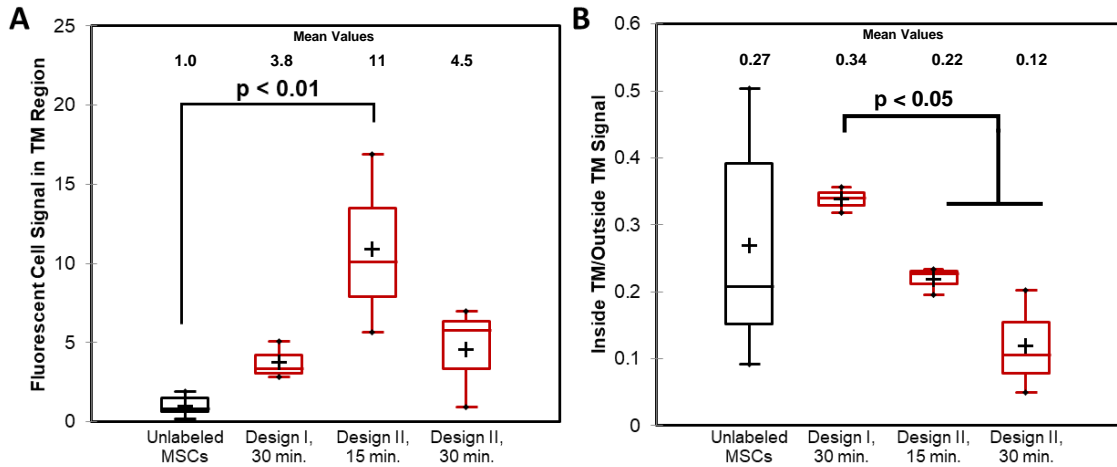 A
Fluorescent Cell Signal in TM Region
25
20
15
10
5
0
Mean Values
1.0 3.8 11 4.5
p < 0.01
Unlabeled MSCs
Design I, 30 min.
Design II, 15 min.
Design II, 30 min.
B
Inside TM/Outside TM Signal
0.6
0.5
0.4
0.3
0.2
0.1
0
Mean Values
0.27 0.34 0.22 0.12
p < 0.05
Unlabeled MSCs
Design I, 30 min.
Design II, 15 min.
Design II, 30 min.